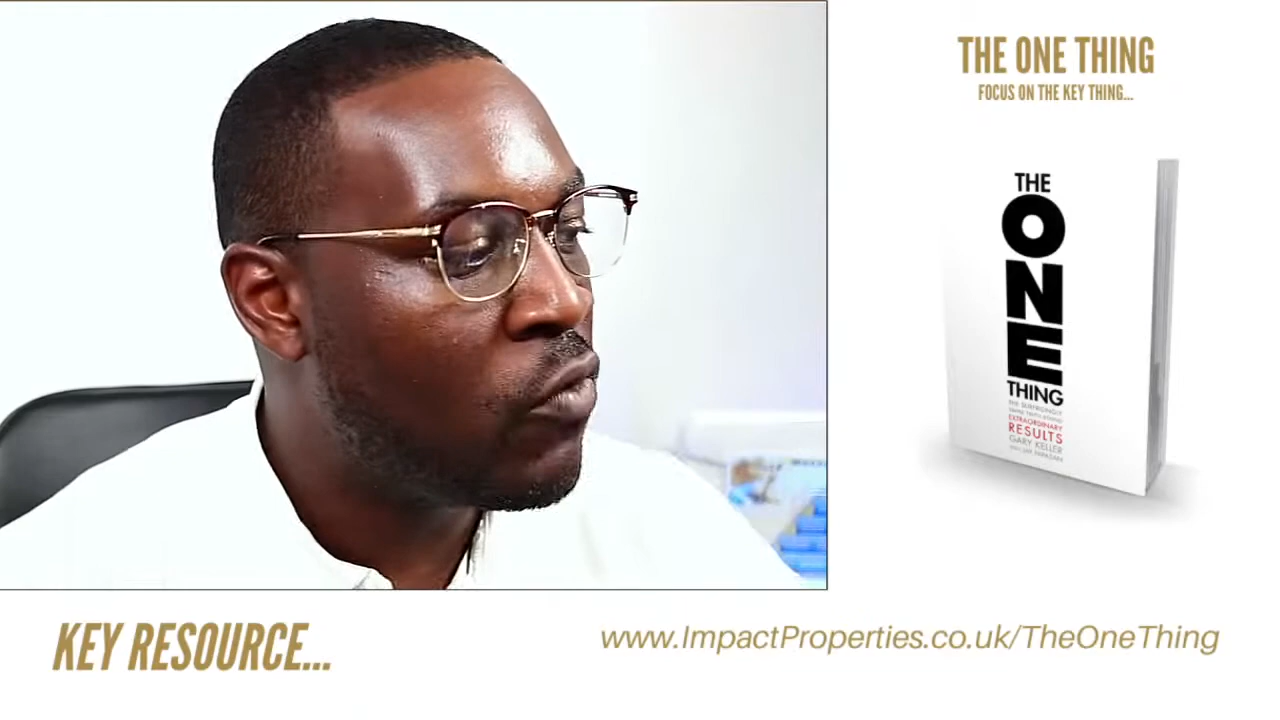 THE ONE THING
FOCUS ON THE KEY THING...
THE
ONE
THING
EXTRAORDINARY
RESULTS
GARY KELLER
KEY RESOURCE...
www.ImpactProperties.co.uk/TheOneThing